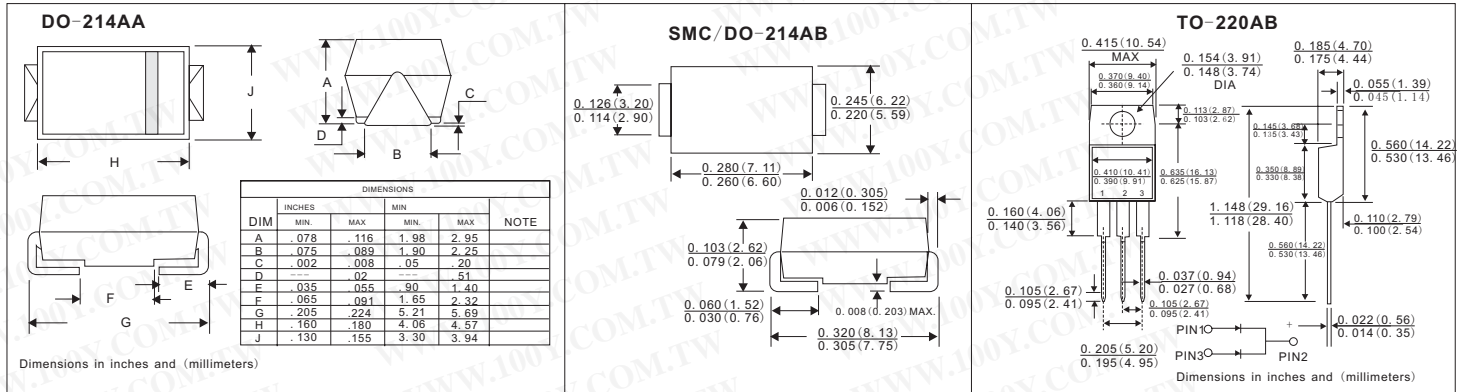 DO-214AA
A
J
C
D
B
H
E
F
G
DIMENSIONS
DIM INCHES MIN NOTE
MIN. MAX MIN. MAX
A .078 .116 1.98 2.95
B .075 .089 1.90 2.25
C .002 .008 .05 .20
D --- .02 --- .51
E .035 .055 .90 1.40
F .065 .091 1.65 2.32
G .205 .224 5.21 5.69
H .160 .180 4.06 4.57
J .130 .155 3.30 3.94
Dimensions in inches and (millimeters)
SMC/DO-214AB
0.126(3.20)
0.114(2.90)
0.245(6.22)
0.220(5.59)
0.280(7.11)
0.260(6.60)
0.012(0.305)
0.006(0.152)
0.103(2.62)
0.079(2.06)
0.060(1.52)
0.030(0.76)
0.008(0.203)MAX.
0.320(8.13)
0.305(7.75)
TO-220AB
0.415(10.54)
MAX
0.154(3.91)
0.148(3.74)
DIA
0.185(4.70)
0.175(4.44)
0.370(9.40)
0.360(9.14)
0.055(1.39)
0.045(1.14)
0.113(2.87)
0.103(2.62)
0.145(3.68)
0.135(3.43)
0.560(14.22)
0.530(13.46)
0.410(10.41)
0.390(9.91)
0.635(16.13)
0.625(15.87)
0.350(8.89)
0.330(8.38)
1 2 3
0.160(4.06)
0.140(3.56)
1.148(29.16)
1.118(28.40)
0.110(2.79)
0.100(2.54)
0.560(14.22)
0.530(13.46)
0.037(0.94)
0.027(0.68)
0.105(2.67)
0.095(2.41)
0.105(2.67)
0.095(2.41)
0.022(0.56)
0.014(0.35)
0.205(5.20)
0.195(4.95)
PIN1
+
PIN3
PIN2
Dimensions in inches and (millimeters)
WWW.100Y.COM.TW